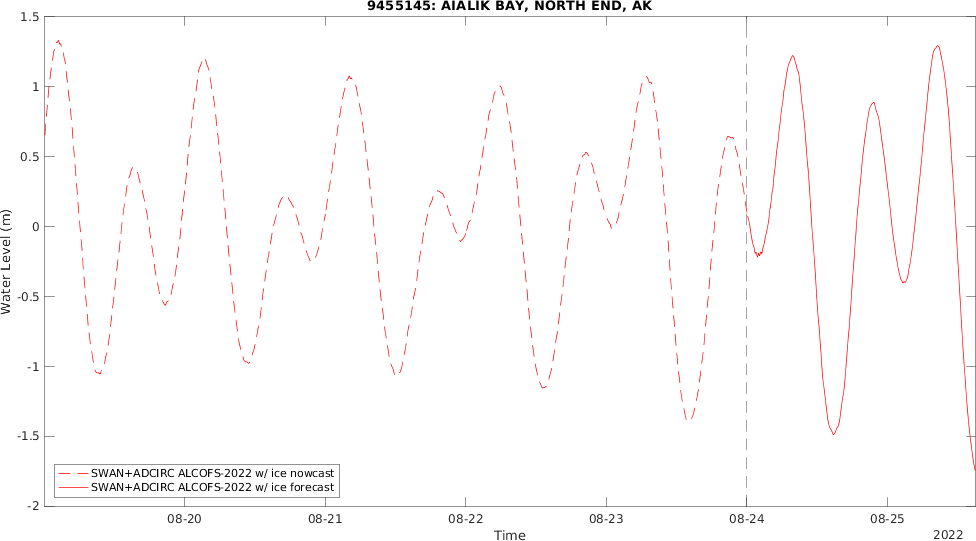 9455145: AIALIK BAY, NORTH END, AK
1.5
1
0.5
0
-0.5
-1
-1.5
-2
Water Level (m)
SWAN+ADCIRC ALCOFS-2022 w/ ice nowcast
SWAN+ADCIRC ALCOFS-2022 w/ ice forecast
08-20 08-21 08-22 08-23 08-24 08-25
Time
2022